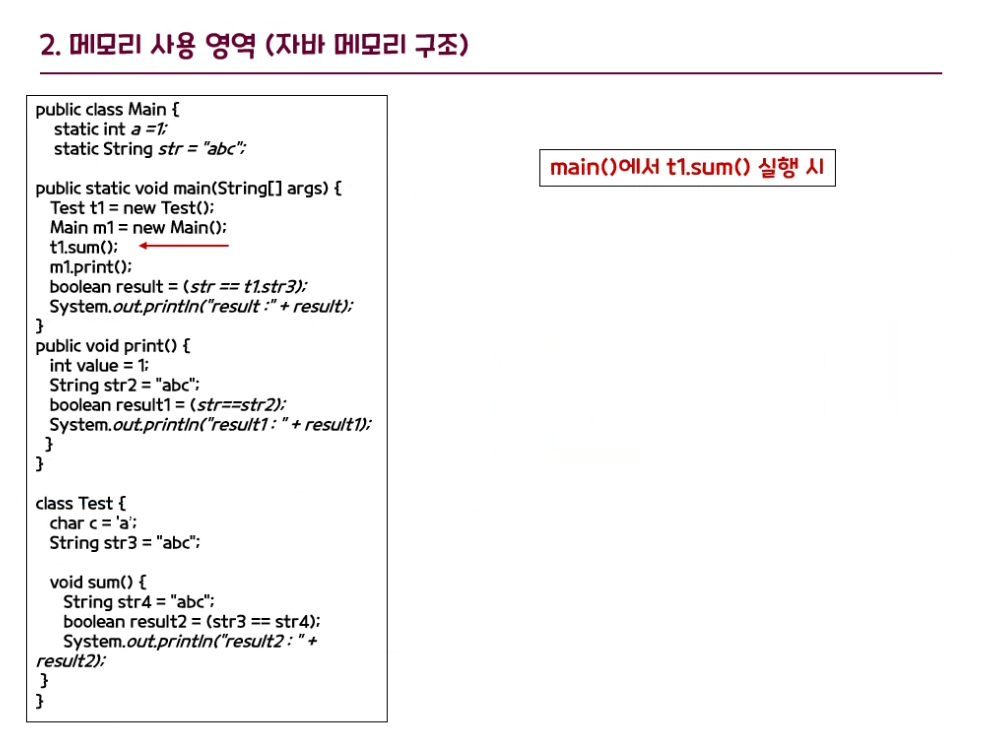 2. 메모리 사용 영역 (자바 메모리 구조)
public class Main {
static int a =1;
static String str = "abc";
public static void main(String[] args) {
Test t1 = new Test();
Main m1 = new Main();
t1.sum();
m1.print();
boolean result = (str == t1.str3);
System.out.println("result :" + result);
}
public void print() {
int value = 1;
String str2 = "abc";
boolean result1 = (str==str2);
System.out.println("result1 : " + result1);
}
}
class Test {
char c = 'a';
String str3 = "abc";
void sum() {
String str4 = "abc";
boolean result2 = (str3 == str4);
System.out.println("result2 : " +
result2);
}
}
main()에서 t1.sum() 실행 시